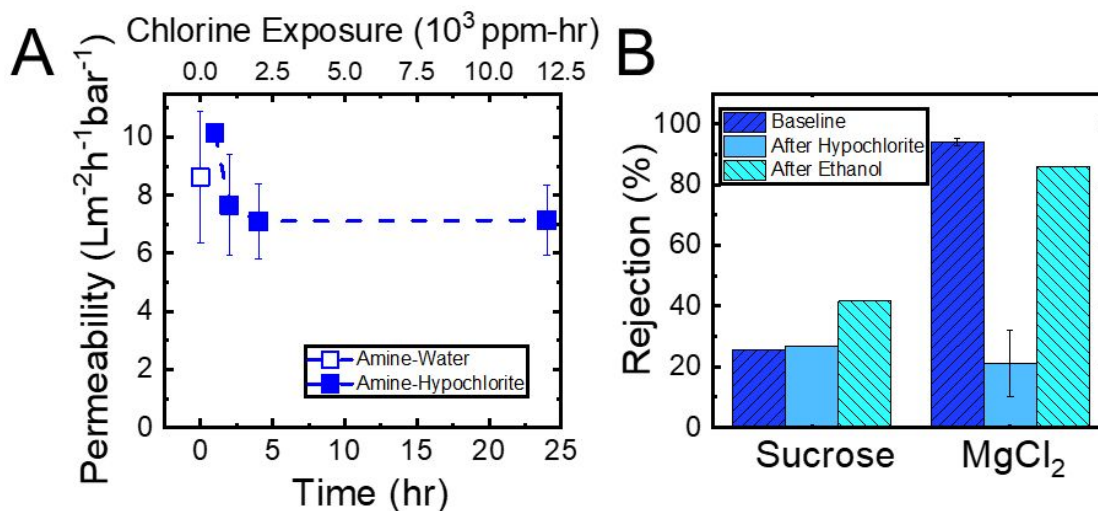 A
Chlorine Exposure (10³ ppm-hr)
0.0 2.5 5.0 7.5 10.0 12.5
Permeability (Lm⁻²h⁻¹bar⁻¹)
10
8
6
4
2
0
Amine-Water
Amine-Hypochlorite
0 5 10 15 20 25
Time (hr)
B
Rejection (%)
100
80
60
40
20
0
Baseline
After Hypochlorite
After Ethanol
Sucrose MgCl₂